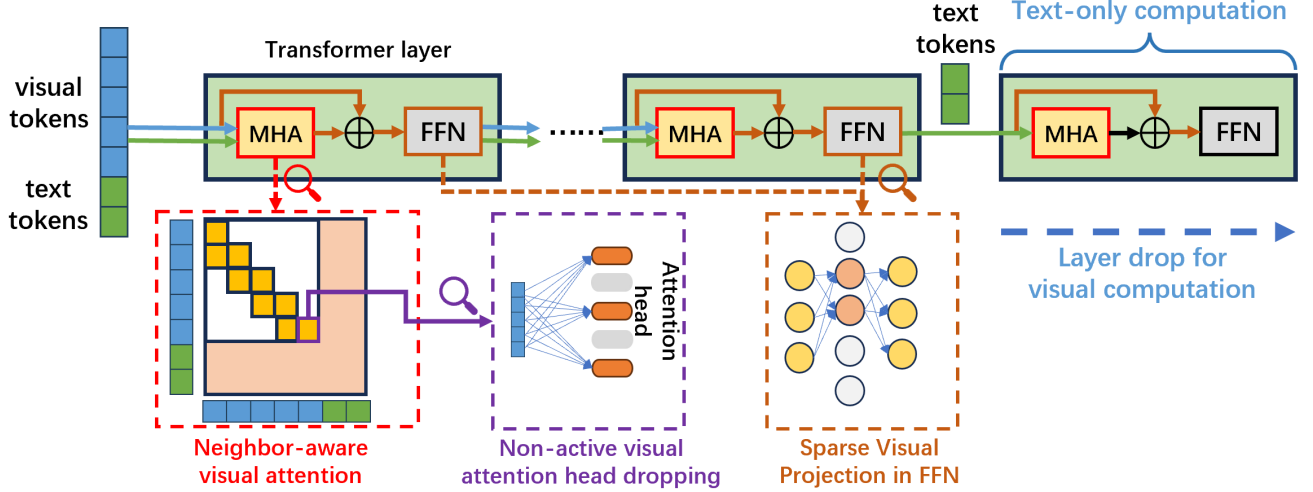 text
tokens
Text-only computation
Transformer layer
visual
tokens
MHA
FFN
MHA
FFN
MHA
FFN
text
tokens
Attention
head
Layer drop for
visual computation
Neighbor-aware
visual attention
Non-active visual
attention head dropping
Sparse Visual
Projection in FFN